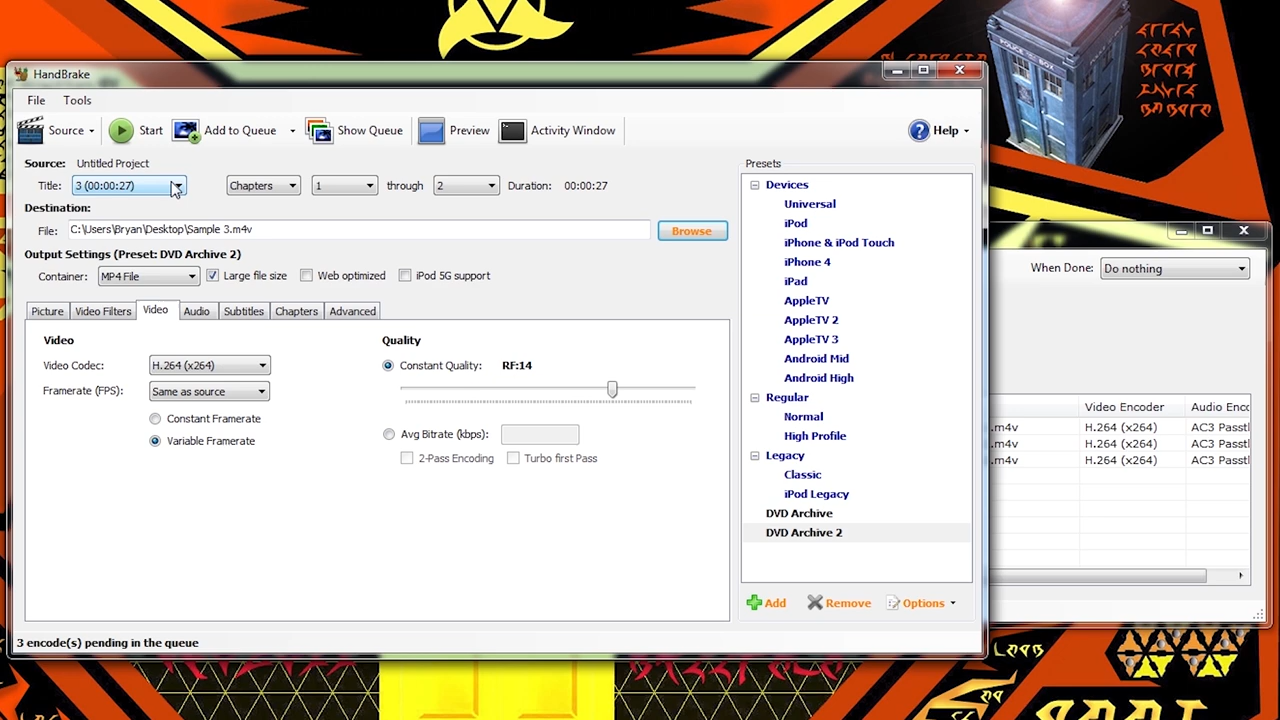 POLICE BOX
HandBrake
File Tools
Source Start Add to Queue Show Queue Preview Activity Window Help
Source: Untitled Project
Title: 3 (00:00:27) Chapters 1 through 2 Duration: 00:00:27
Destination:
File: C:\Users\Bryan\Desktop\Sample 3.m4v Browse
Output Settings (Preset: DVD Archive 2)
Container: MP4 File Large file size Web optimized iPod 5G support
Picture Video Filters Video Audio Subtitles Chapters Advanced
Video
Video Codec: H.264 (x264)
Framerate (FPS): Same as source
Constant Framerate
Variable Framerate
Quality
Constant Quality: RF:14
Avg Bitrate (kbps):
2-Pass Encoding Turbo first Pass
Presets
Devices
Universal
iPod
iPhone & iPod Touch
iPhone 4
iPad
AppleTV
AppleTV 2
AppleTV 3
Android Mid
Android High
Regular
Normal
High Profile
Legacy
Classic
iPod Legacy
DVD Archive
DVD Archive 2
Add Remove Options
3 encode(s) pending in the queue
When Done: Do nothing
Video Encoder Audio Enco
.m4v H.264 (x264) AC3 Passtl
.m4v H.264 (x264) AC3 Passtl
.m4v H.264 (x264) AC3 Passtl